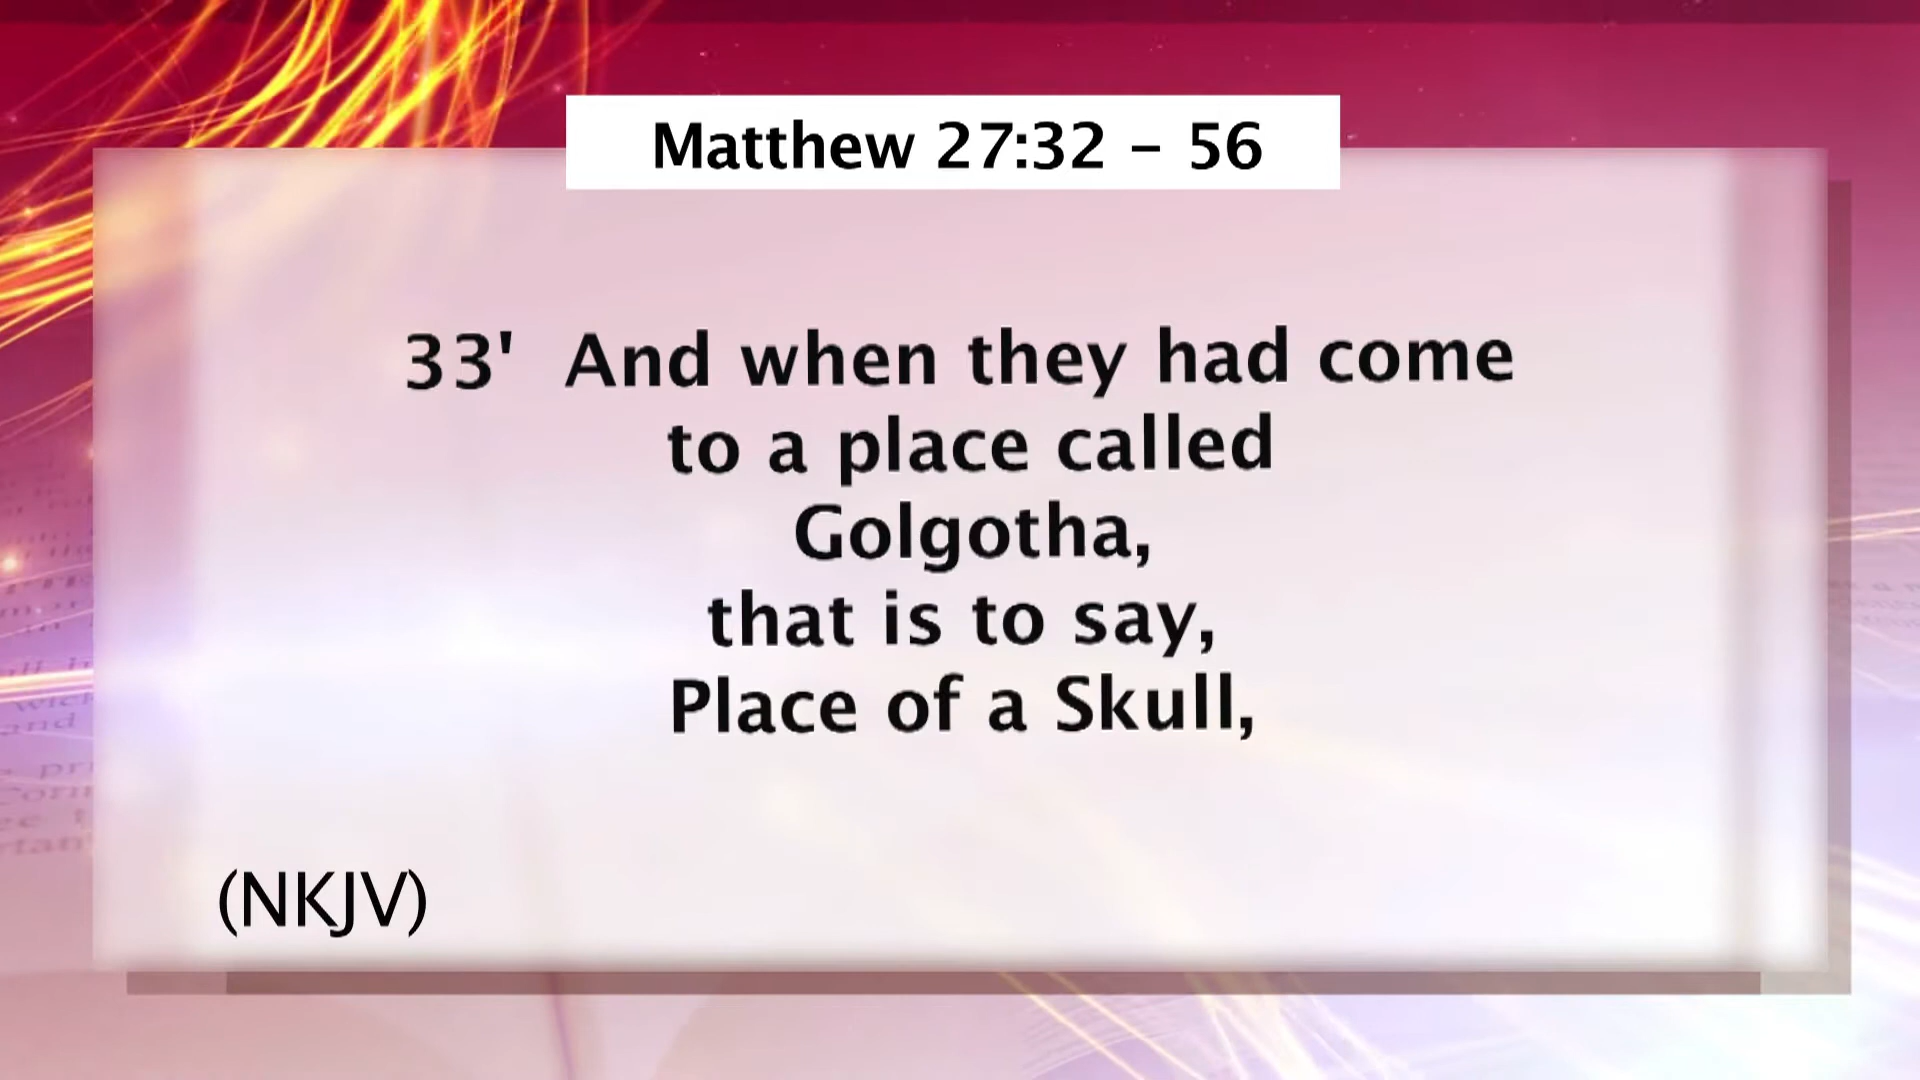 Matthew 27:32 – 56
33' And when they had come
to a place called
Golgotha,
that is to say,
Place of a Skull,
(NKJV)